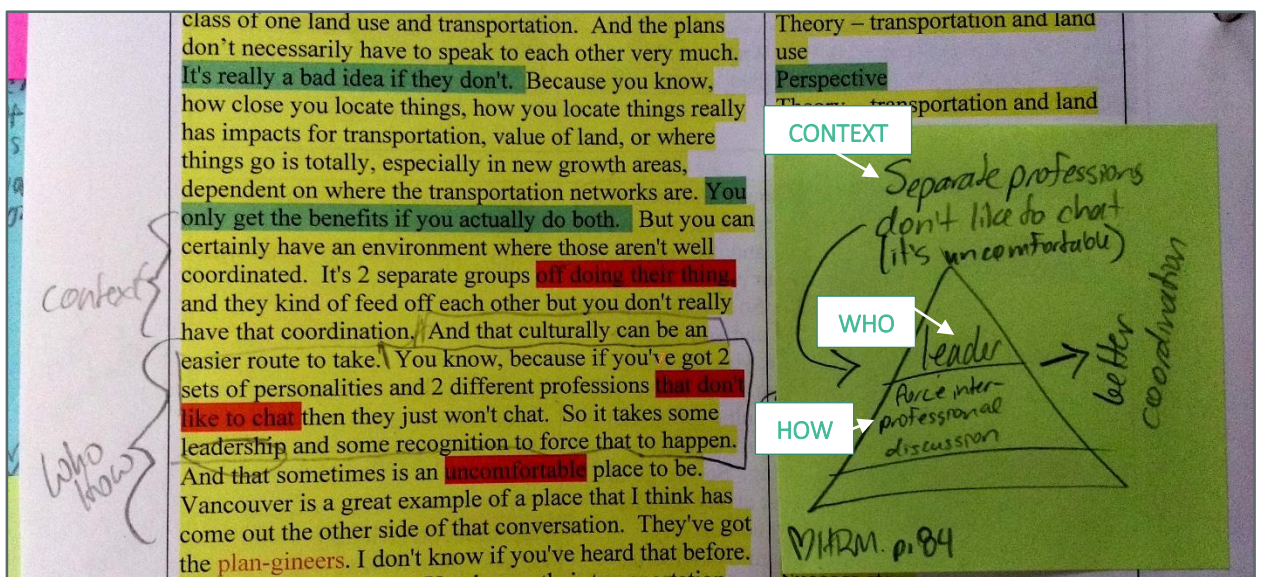 class of one land use and transportation.  And the plans
don't necessarily have to speak to each other very much.
It's really a bad idea if they don't.  Because you know,
how close you locate things, how you locate things really
has impacts for transportation, value of land, or where
things go is totally, especially in new growth areas,
dependent on where the transportation networks are. You
only get the benefits if you actually do both.  But you can
certainly have an environment where those aren't well
coordinated.  It's 2 separate groups off doing their thing,
and they kind of feed off each other but you don't really
have that coordination.  And that culturally can be an
easier route to take.  You know, because if you've got 2
sets of personalities and 2 different professions that don't
like to chat then they just won't chat.  So it takes some
leadership and some recognition to force that to happen.
And that sometimes is an uncomfortable place to be.
Vancouver is a great example of a place that I think has
come out the other side of that conversation.  They've got
the plan-gineers. I don't know if you've heard that before.
context
who
how
Theory – transportation and land
use
Perspective
Theory – transportation and land
CONTEXT
Separate professions
don't like to chat
(it's uncomfortable)
WHO
leader
HOW
force inter-
professional
discussion
better
coordination
HRM. p.84